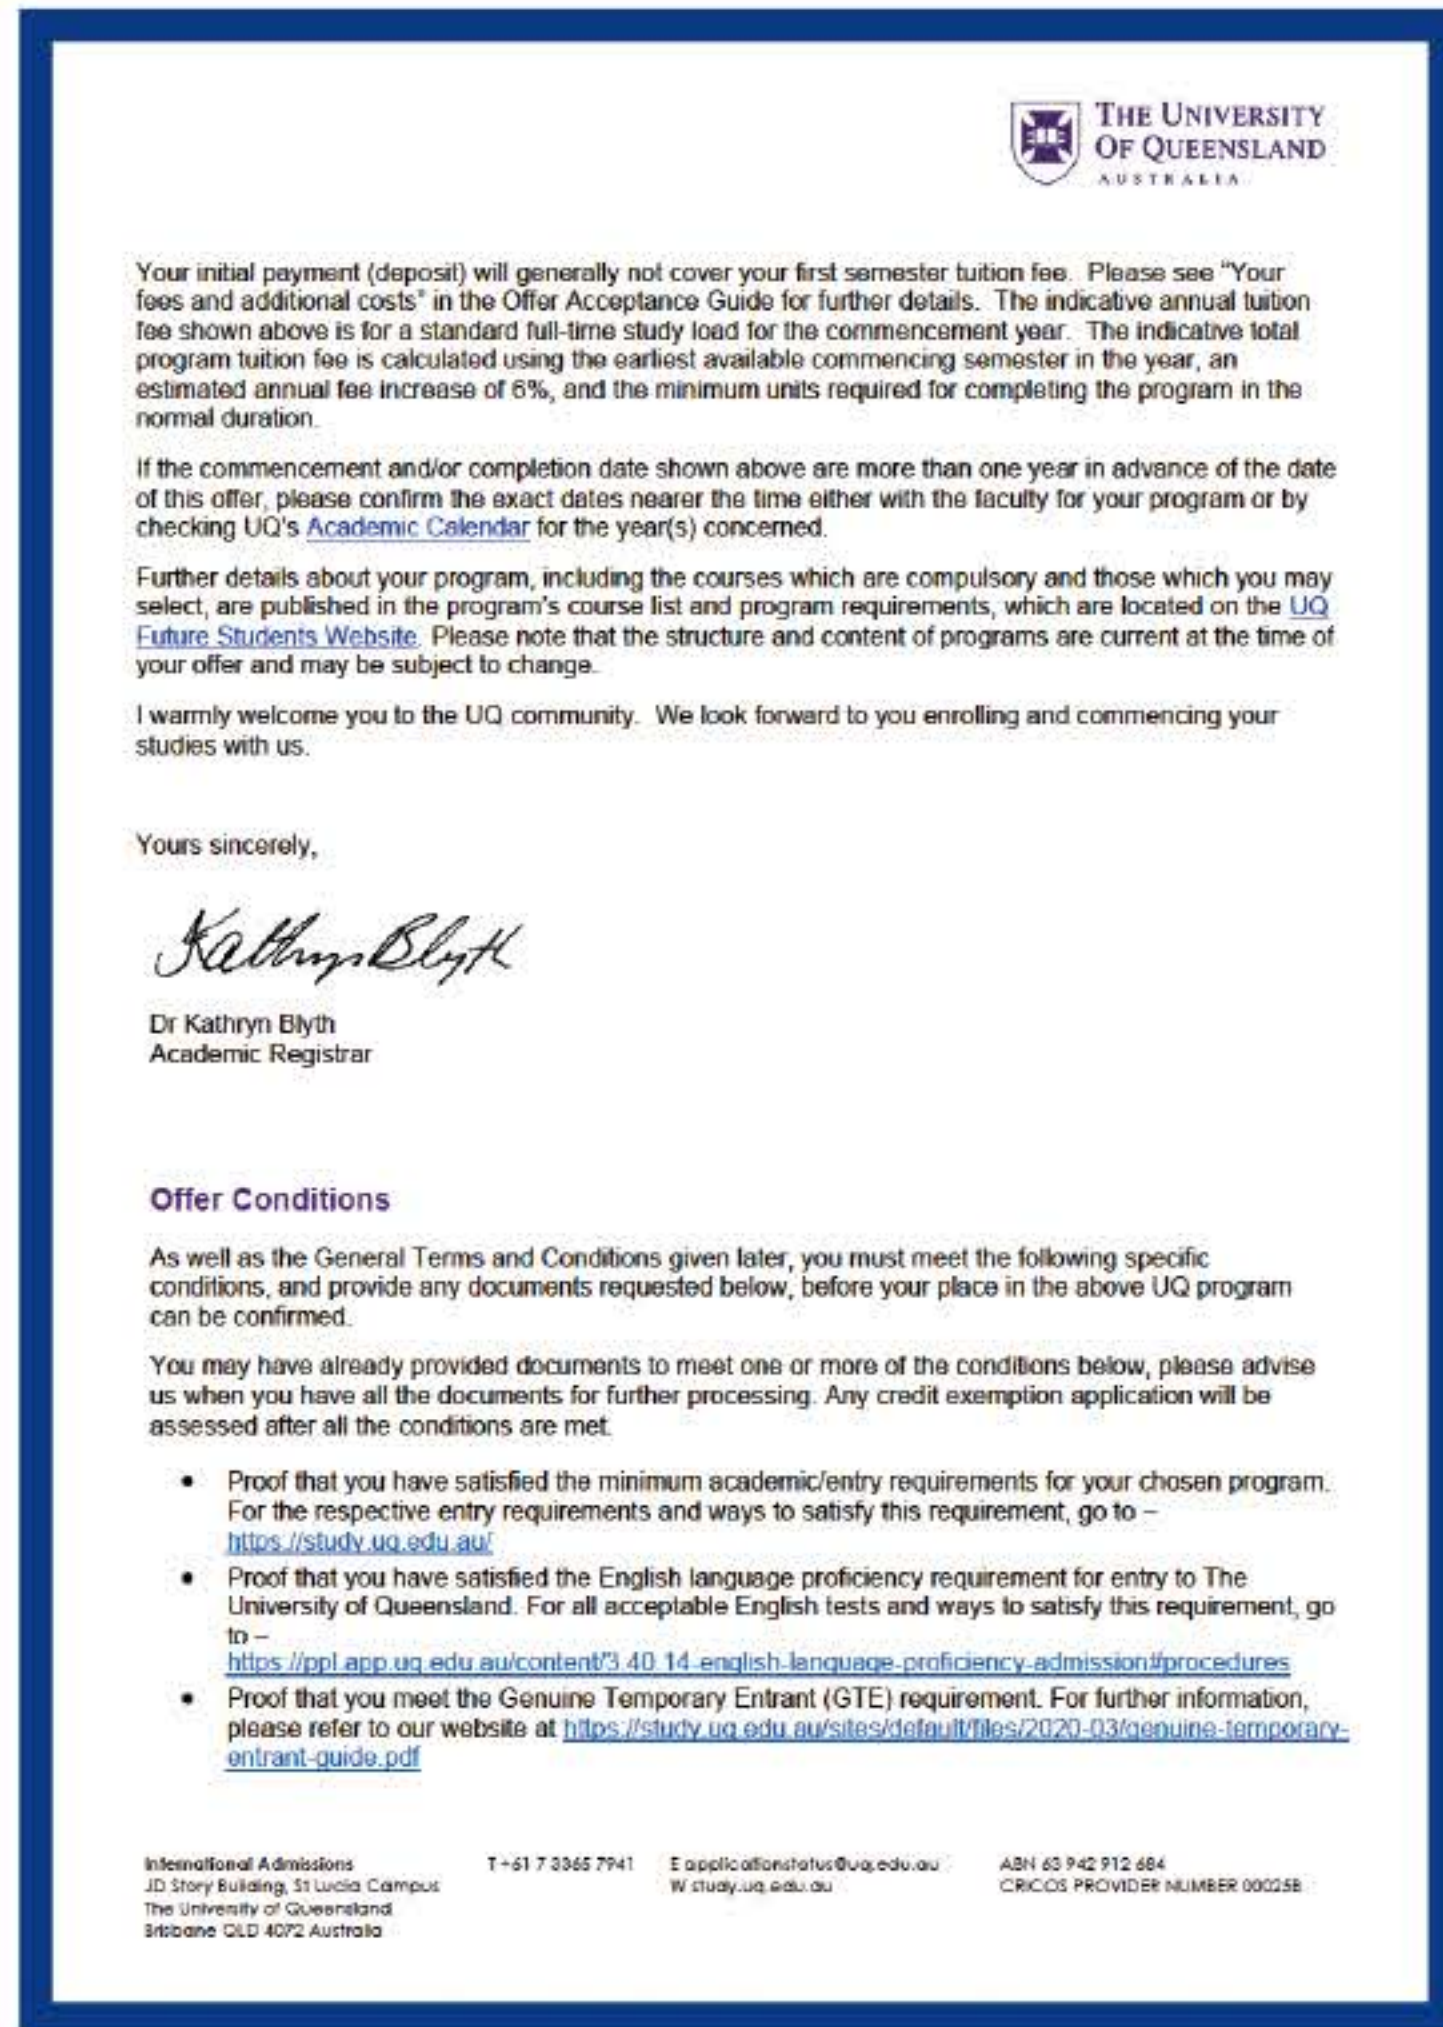 THE UNIVERSITY
OF QUEENSLAND
AUSTRALIA
Your initial payment (deposit) will generally not cover your first semester tuition fee. Please see "Your
fees and additional costs" in the Offer Acceptance Guide for further details. The indicative annual tuition
fee shown above is for a standard full-time study load for the commencement year. The indicative total
program tuition fee is calculated using the earliest available commencing semester in the year, an
estimated annual fee increase of 6%, and the minimum units required for completing the program in the
normal duration.
If the commencement and/or completion date shown above are more than one year in advance of the date
of this offer, please confirm the exact dates nearer the time either with the faculty for your program or by
checking UQ's Academic Calendar for the year(s) concerned.
Further details about your program, including the courses which are compulsory and those which you may
select, are published in the program's course list and program requirements, which are located on the UQ
Future Students Website. Please note that the structure and content of programs are current at the time of
your offer and may be subject to change.
I warmly welcome you to the UQ community. We look forward to you enrolling and commencing your
studies with us.
Yours sincerely,
Kathryn Blyth
Dr Kathryn Blyth
Academic Registrar
Offer Conditions
As well as the General Terms and Conditions given later, you must meet the following specific
conditions, and provide any documents requested below, before your place in the above UQ program
can be confirmed.
You may have already provided documents to meet one or more of the conditions below, please advise
us when you have all the documents for further processing. Any credit exemption application will be
assessed after all the conditions are met.
• Proof that you have satisfied the minimum academic/entry requirements for your chosen program.
For the respective entry requirements and ways to satisfy this requirement, go to –
https://study.uq.edu.au/
• Proof that you have satisfied the English language proficiency requirement for entry to The
University of Queensland. For all acceptable English tests and ways to satisfy this requirement, go
to –
https://ppl.app.uq.edu.au/content/3.40.14-english-language-proficiency-admission#procedures
• Proof that you meet the Genuine Temporary Entrant (GTE) requirement. For further information,
please refer to our website at https://study.uq.edu.au/sites/default/files/2020-03/genuine-temporary-
entrant-guide.pdf
International Admissions T +61 7 3365 7941 E applicationstatus@uq.edu.au ABN 63 942 912 684
JD Story Building, St Lucia Campus W study.uq.edu.au CRICOS PROVIDER NUMBER 00025B
The University of Queensland
Brisbane QLD 4072 Australia